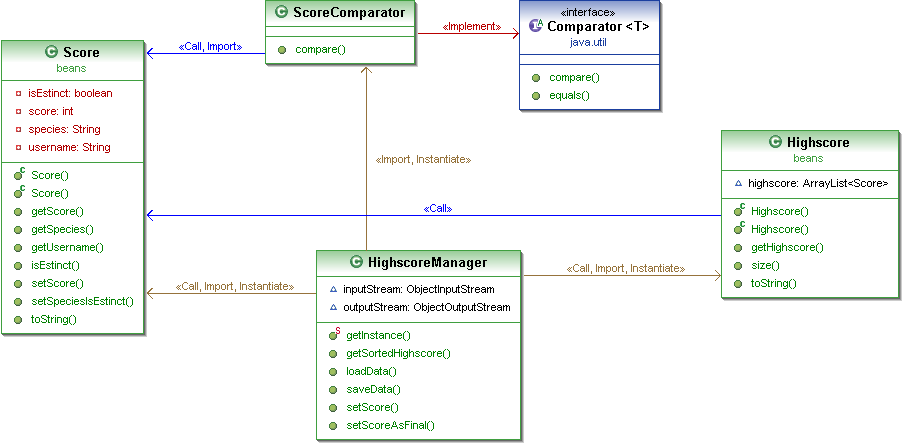 ScoreComparator
compare()
«Implement»
«interface»
Comparator <T>
java.util
compare()
equals()
Score
beans
isEstinct: boolean
score: int
species: String
username: String
Score()
Score()
getScore()
getSpecies()
getUsername()
isEstinct()
setScore()
setSpeciesIsEstinct()
toString()
«Call, Import»
«Import, Instantiate»
«Call»
Highscore
beans
highscore: ArrayList<Score>
Highscore()
Highscore()
getHighscore()
size()
toString()
«Call, Import, Instantiate»
HighscoreManager
inputStream: ObjectInputStream
outputStream: ObjectOutputStream
getInstance()
getSortedHighscore()
loadData()
saveData()
setScore()
setScoreAsFinal()
«Call, Import, Instantiate»